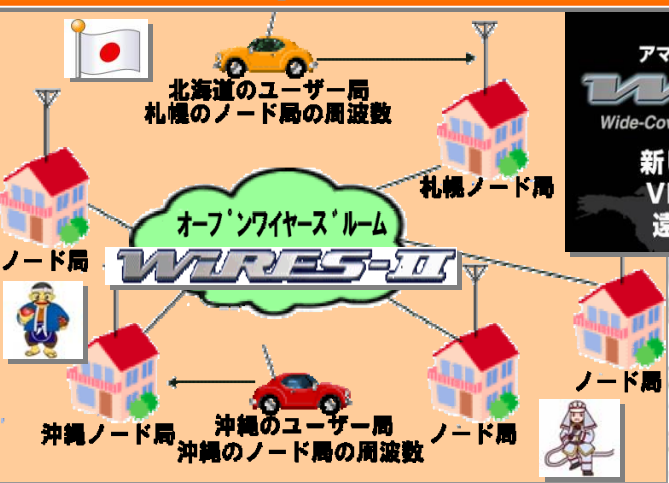 北海道のユーザー局
札幌のノード局の周波数
アマ
Wide-Cov
新
VI
遠
札幌ノード局
オープンワイヤーズルーム
WiRES-II
ノード局
ノード局
沖縄ノード局
沖縄のユーザー局
沖縄のノード局の周波数
ノード局